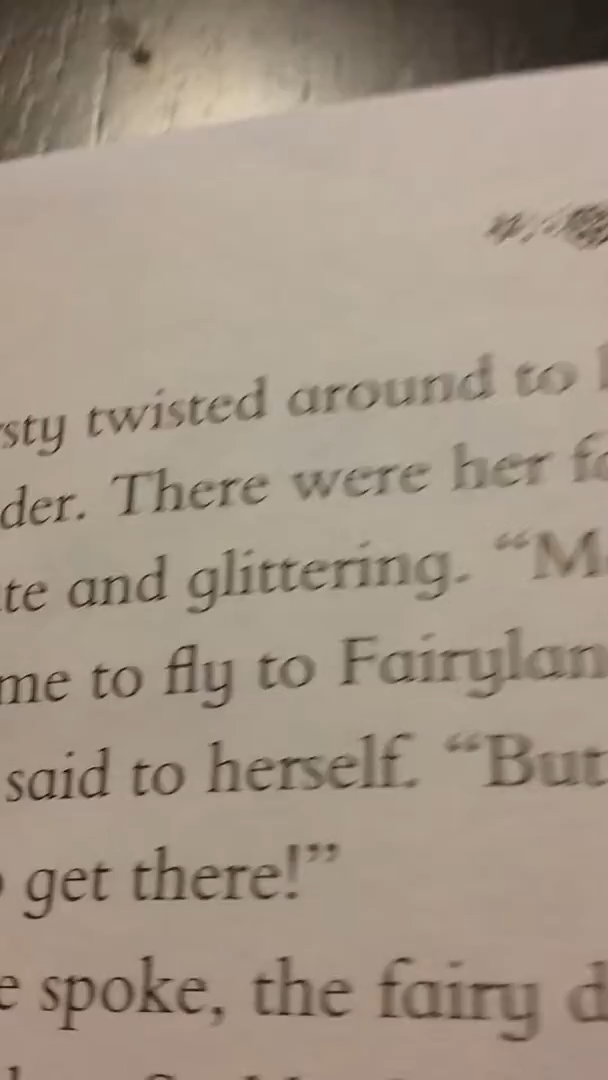 sty twisted around to
der. There were her
te and glittering. “M
me to fly to Fairylan
said to herself. “But
get there!”
e spoke, the fairy d